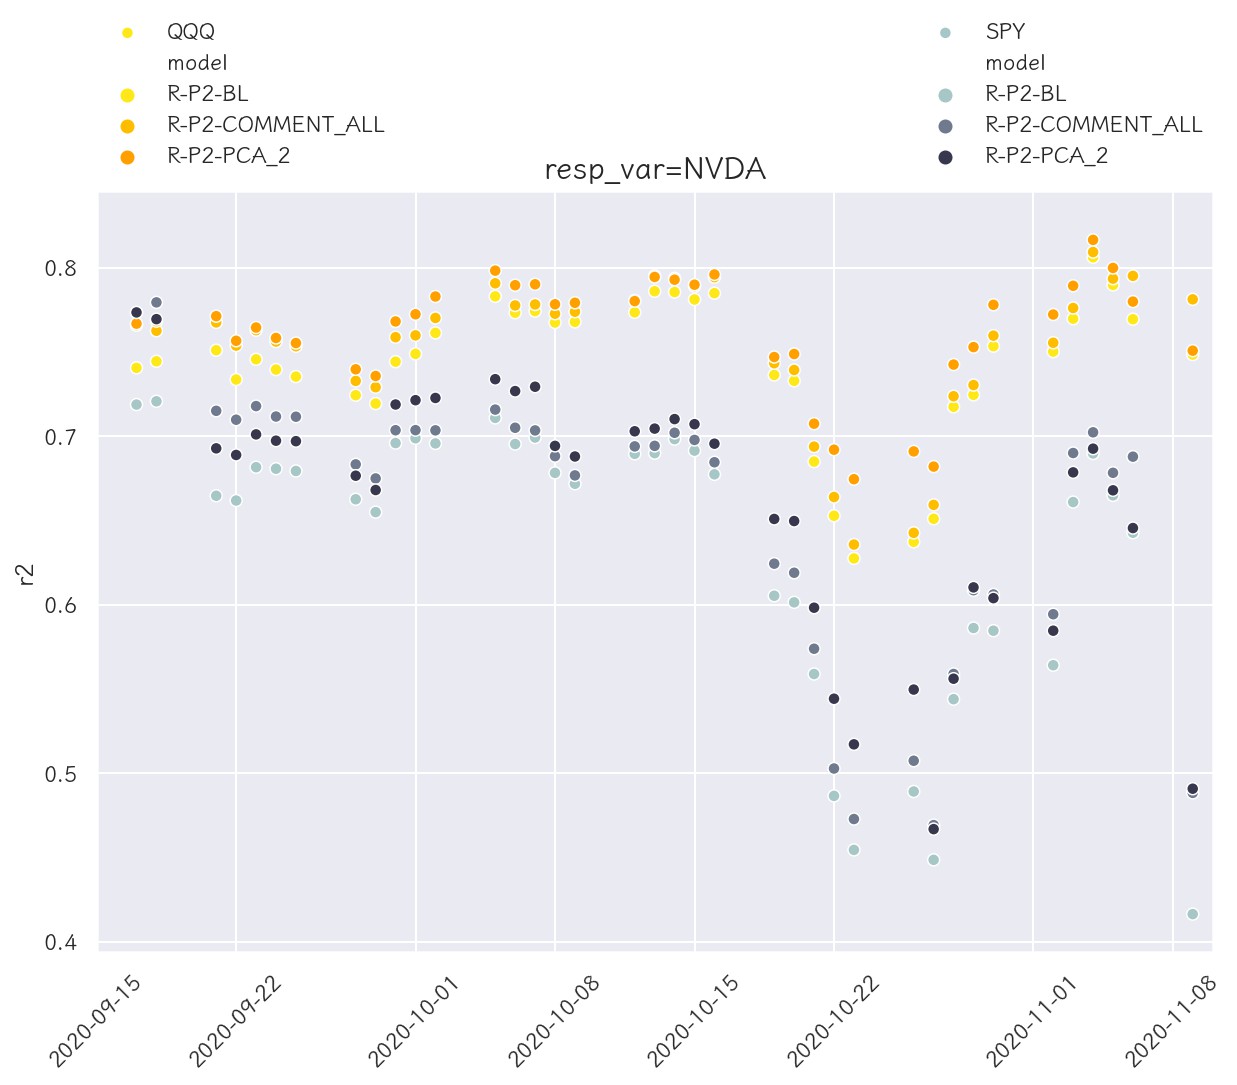 QQQ
model
R-P2-BL
R-P2-COMMENT_ALL
R-P2-PCA_2
SPY
model
R-P2-BL
R-P2-COMMENT_ALL
R-P2-PCA_2
resp_var=NVDA
0.8
0.7
0.6
0.5
0.4
r2
2020-09-15
2020-09-22
2020-10-01
2020-10-08
2020-10-15
2020-10-22
2020-11-01
2020-11-08